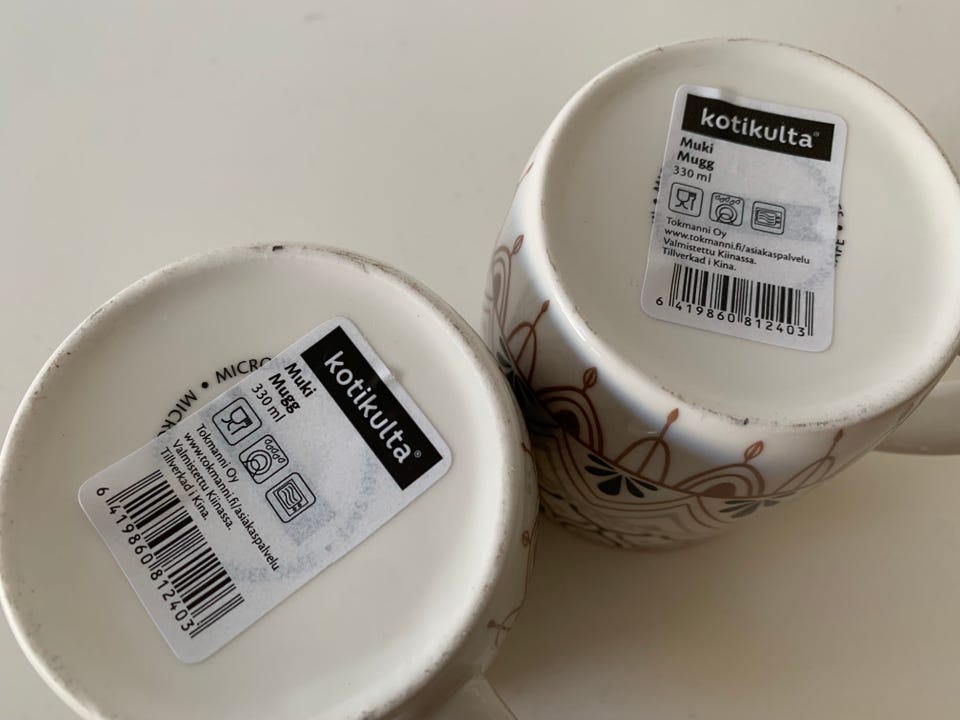 kotikulta®
Muki
Mugg
330 ml
Tokmanni Oy
www.tokmanni.fi/asiakaspalvelu
Valmistettu Kiinassa.
Tillverkad i Kina.
6 419860 812403
kotikulta®
Muki
Mugg
330 ml
Tokmanni Oy
www.tokmanni.fi/asiakaspalvelu
Valmistettu Kiinassa.
Tillverkad i Kina.
6 419860 812403